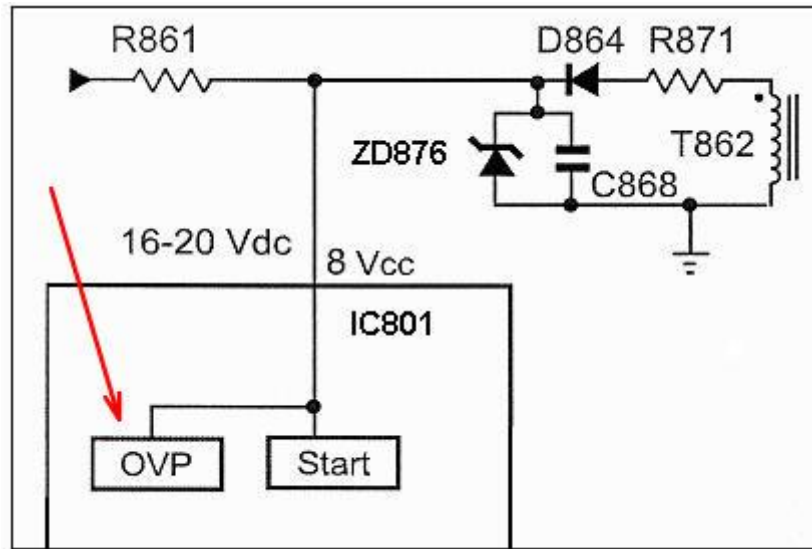 R861
D864
R871
ZD876
C868
T862
16-20 Vdc
8 Vcc
IC801
OVP
Start